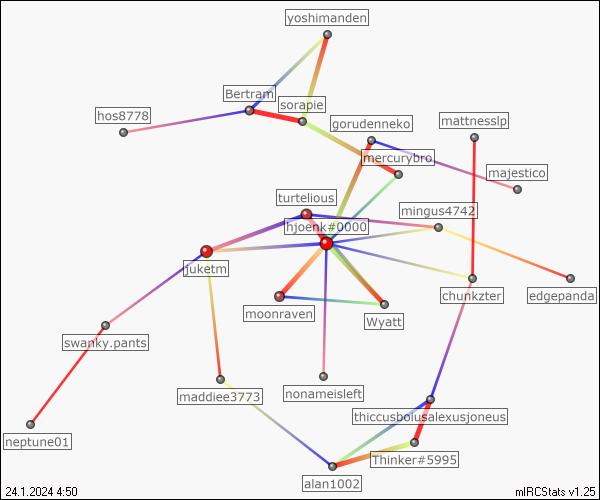 yoshimanden
Bertram
sorapie
hos8778
gorudenneko
mattnesslp
mercurybro
majestico
turtelious
mingus4742
hjoenk#0000
juketm
chunkzter
edgepanda
moonraven
Wyatt
swanky.pants
maddiee3773
nonameisleft
thiccusboiusalexusjoneus
neptune01
Thinker#5995
alan1002
24.1.2024 4:50
mIRCStats v1.25